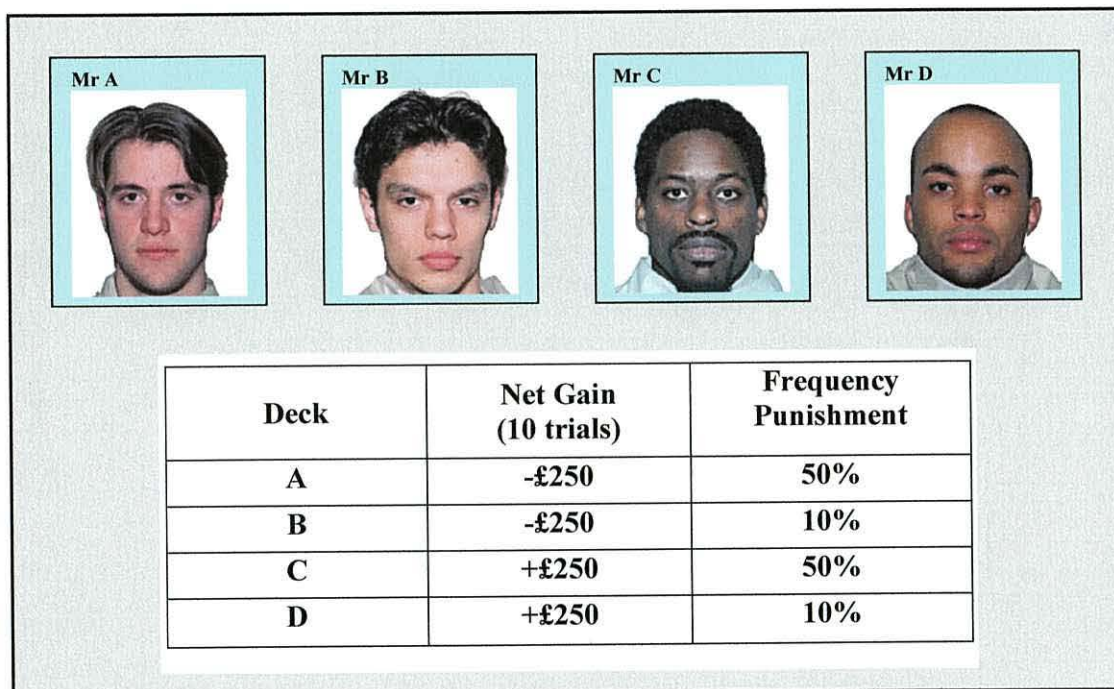 Mr A
Mr B
Mr C
Mr D
Deck
Net Gain
(10 trials)
Frequency
Punishment
A
-£250
50%
B
-£250
10%
C
+£250
50%
D
+£250
10%